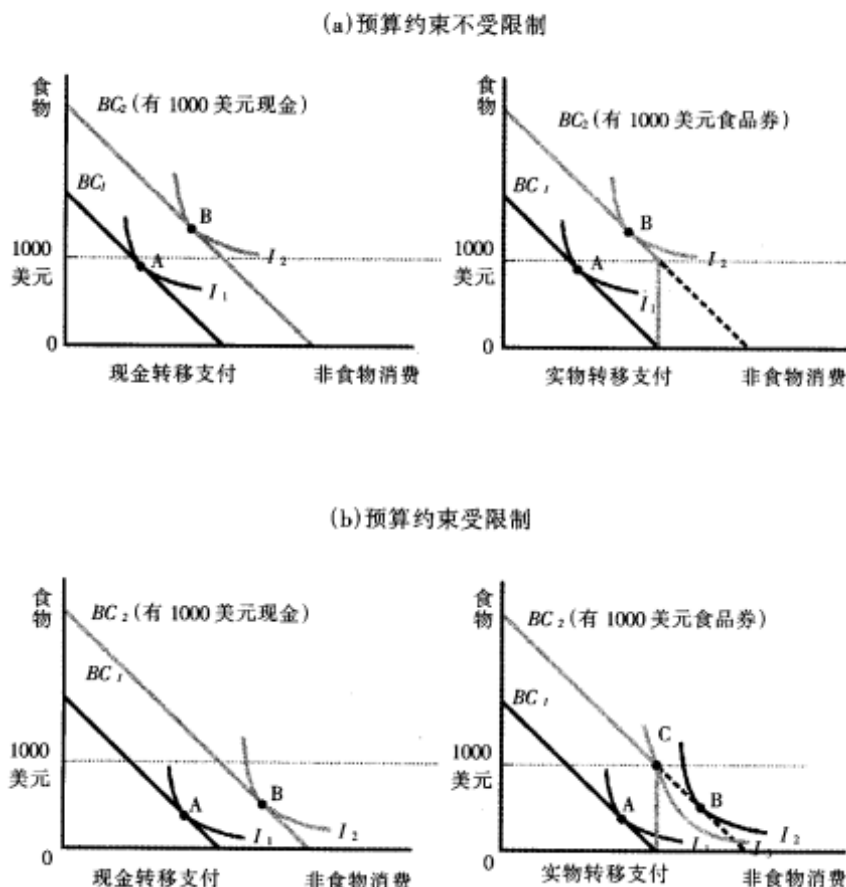 (a)预算约束不受限制
食物
BC₂(有 1000 美元现金)
BC₁
B
1000
美元
A
I₂
I₁
0
现金转移支付
非食物消费
食物
BC₂(有 1000 美元食品券)
BC₁
B
1000
美元
A
I₂
I₁
0
实物转移支付
非食物消费
(b)预算约束受限制
食物
BC₂(有 1000 美元现金)
BC₁
1000
美元
A
B
I₁
I₂
0
现金转移支付
非食物消费
食物
BC₂(有 1000 美元食品券)
BC₁
C
1000
美元
A
B
I₂
0
实物转移支付
非食物消费